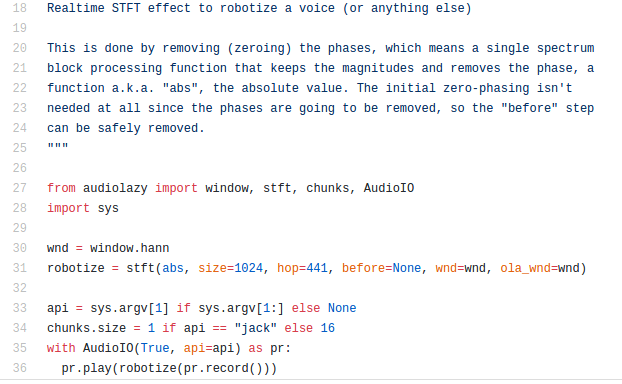 18 Realtime STFT effect to robotize a voice (or anything else)
19
20 This is done by removing (zeroing) the phases, which means a single spectrum
21 block processing function that keeps the magnitudes and removes the phase, a
22 function a.k.a. "abs", the absolute value. The initial zero-phasing isn't
23 needed at all since the phases are going to be removed, so the "before" step
24 can be safely removed.
25 """
26
27 from audiolazy import window, stft, chunks, AudioIO
28 import sys
29
30 wnd = window.hann
31 robotize = stft(abs, size=1024, hop=441, before=None, wnd=wnd, ola_wnd=wnd)
32
33 api = sys.argv[1] if sys.argv[1:] else None
34 chunks.size = 1 if api == "jack" else 16
35 with AudioIO(True, api=api) as pr:
36   pr.play(robotize(pr.record()))